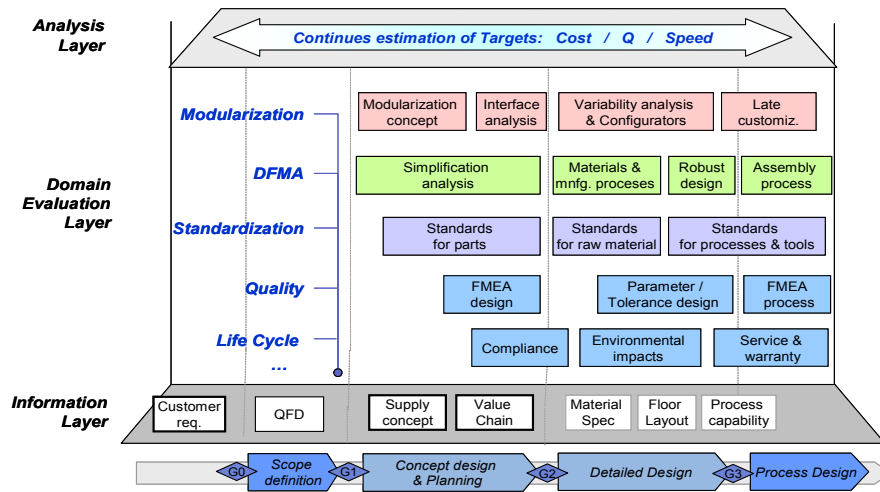 Analysis
Layer
Continues estimation of Targets: Cost / Q / Speed
Modularization
Modularization
concept
Interface
analysis
Variability analysis
& Configurators
Late
customiz.
Domain
Evaluation
Layer
DFMA
Simplification
analysis
Materials &
mnfg. proceses
Robust
design
Assembly
process
Standardization
Standards
for parts
Standards
for raw material
Standards
for processes & tools
Quality
FMEA
design
Parameter /
Tolerance design
FMEA
process
Life Cycle
Compliance
Environmental
impacts
Service &
warranty
...
Information
Layer
Customer
req.
QFD
Supply
concept
Value
Chain
Material
Spec
Floor
Layout
Process
capability
G0
Scope
definition
G1
Concept design
& Planning
G2
Detailed Design
G3
Process Design